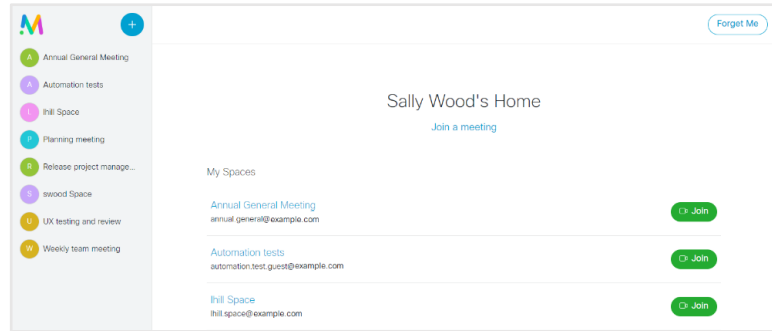 M
+
Forget Me
A Annual General Meeting
A Automation tests
I Ihill Space
P Planning meeting
R Release project manage...
S swood Space
U UX testing and review
W Weekly team meeting
Sally Wood's Home
Join a meeting
My Spaces
Annual General Meeting
annual.general@example.com
Join
Automation tests
automation.test.guest@example.com
Join
Ihill Space
lhill.space@example.com
Join